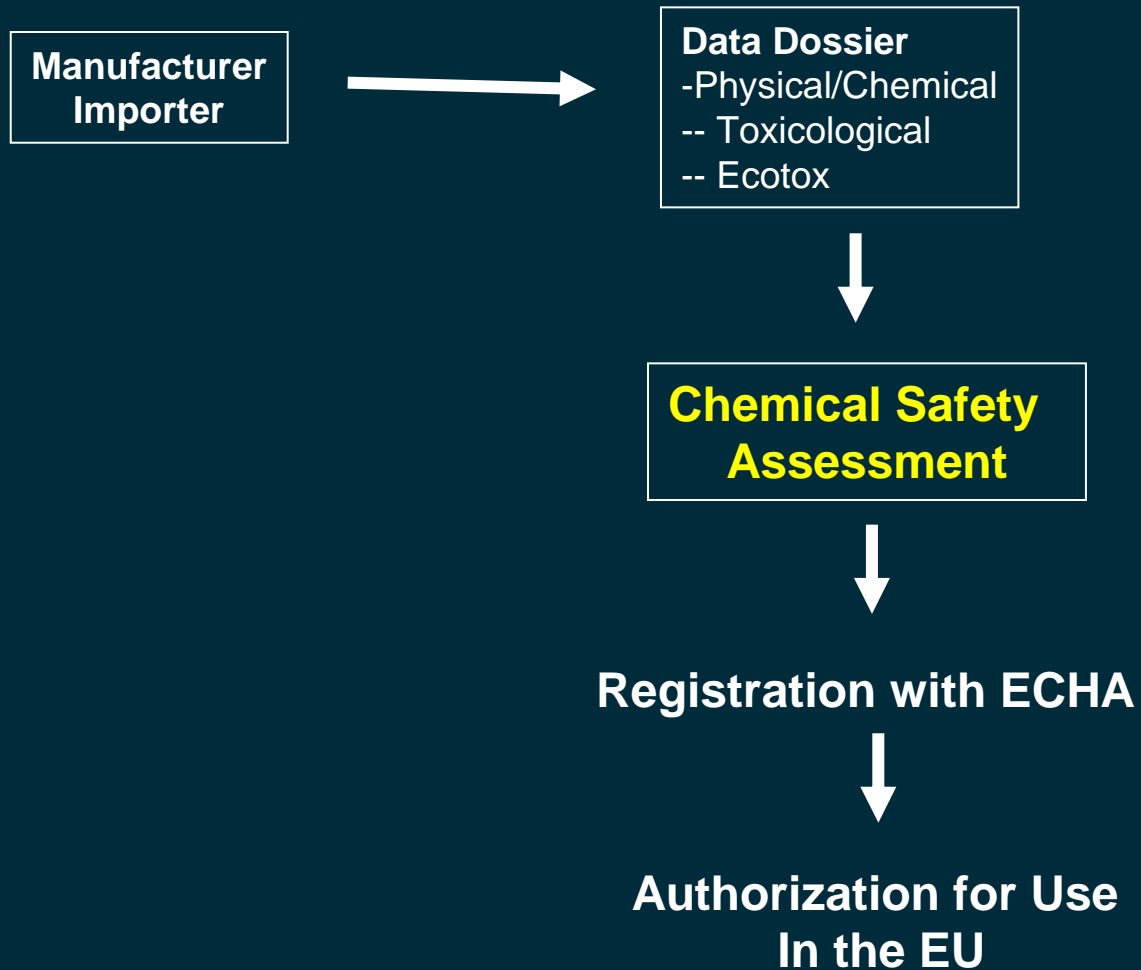 Manufacturer
Importer
Data Dossier
-Physical/Chemical
-- Toxicological
-- Ecotox
Chemical Safety
Assessment
Registration with ECHA
Authorization for Use
In the EU